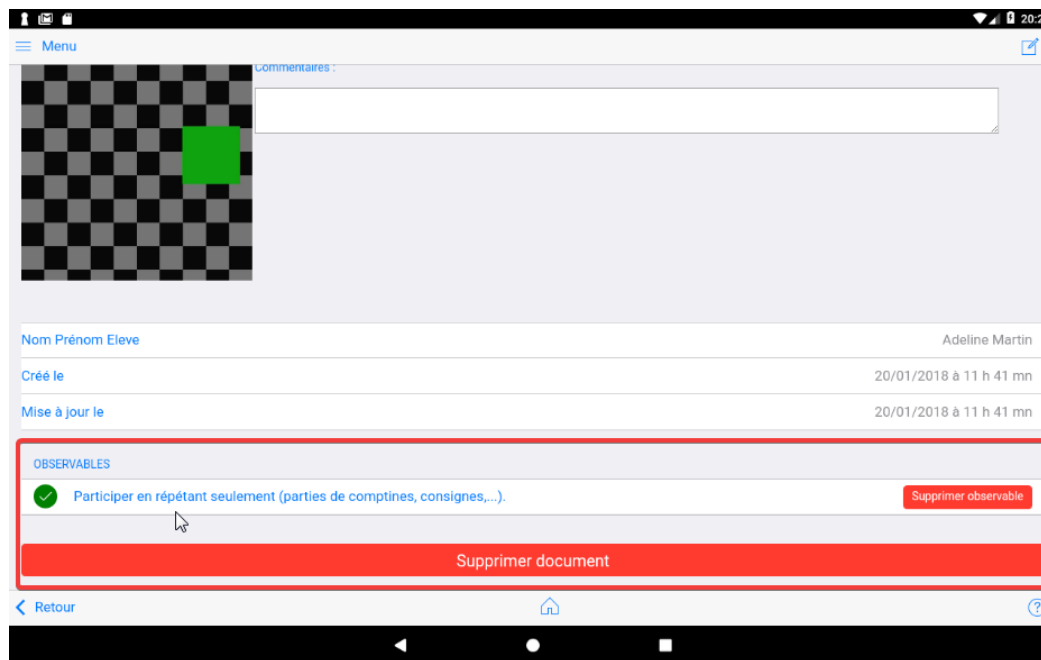 20:2
Menu
Commentaires :
Nom Prénom Eleve
Adeline Martin
Créé le
20/01/2018 à 11 h 41 mn
Mise à jour le
20/01/2018 à 11 h 41 mn
OBSERVABLES
Participer en répétant seulement (parties de comptines, consignes,...).
Supprimer observable
Supprimer document
Retour
?